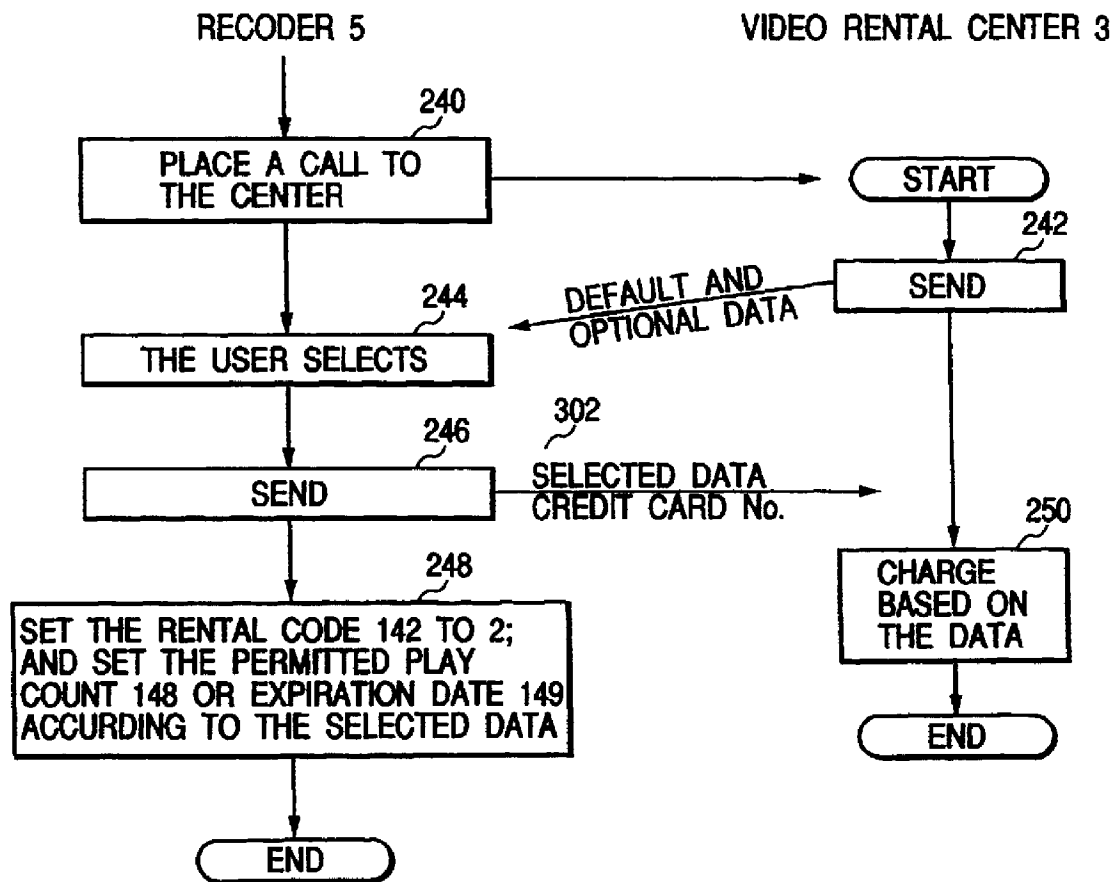 RECODER 5
VIDEO RENTAL CENTER 3
240
PLACE A CALL TO
THE CENTER
START
242
SEND
DEFAULT AND
OPTIONAL DATA
244
THE USER SELECTS
246
SEND
302
SELECTED DATA
CREDIT CARD No.
248
SET THE RENTAL CODE 142 TO 2;
AND SET THE PERMITTED PLAY
COUNT 148 OR EXPIRATION DATE 149
ACCURDING TO THE SELECTED DATA
250
CHARGE
BASED ON
THE DATA
END
END